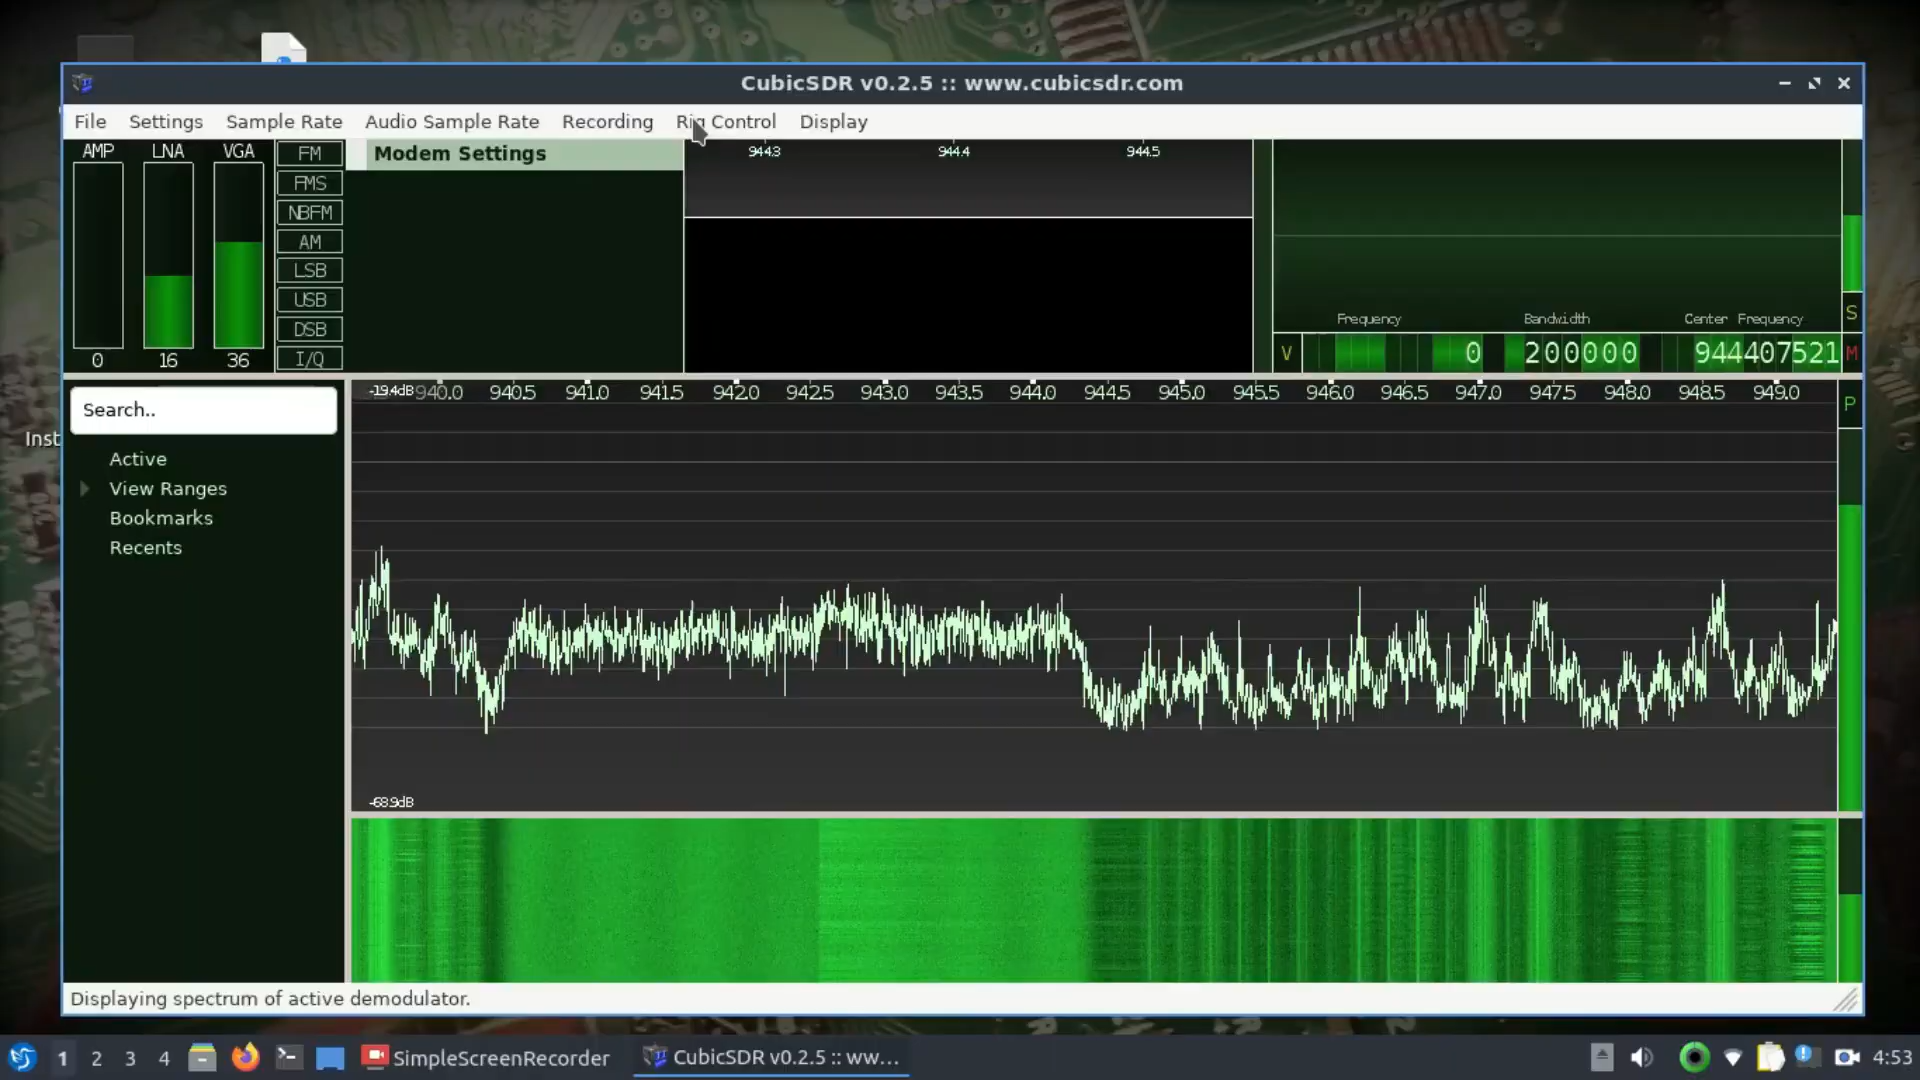 CubicSDR v0.2.5 :: www.cubicsdr.com
File Settings Sample Rate Audio Sample Rate Recording Rig Control Display
AMP LNA VGA
0 16 36
FM
FMS
NBFM
AM
LSB
USB
DSB
I/Q
Modem Settings
944.3 944.4 944.5
Frequency Bandwidth Center Frequency
V 0 200000 944407521 M
S
P
Search..
Active
View Ranges
Bookmarks
Recents
Inst
-19.4dB 940.0 940.5 941.0 941.5 942.0 942.5 943.0 943.5 944.0 944.5 945.0 945.5 946.0 946.5 947.0 947.5 948.0 948.5 949.0
-68.9dB
Displaying spectrum of active demodulator.
1 2 3 4 SimpleScreenRecorder CubicSDR v0.2.5 :: ww... 4:53